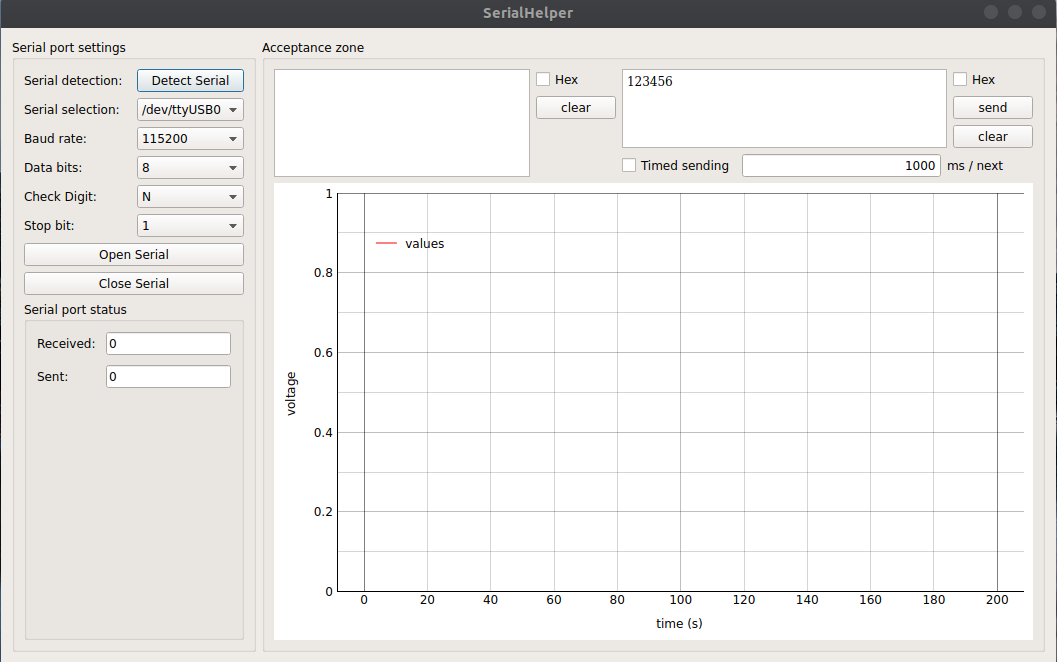 SerialHelper
Serial port settings
Serial detection: Detect Serial
Serial selection: /dev/ttyUSB0
Baud rate: 115200
Data bits: 8
Check Digit: N
Stop bit: 1
Open Serial
Close Serial
Serial port status
Received: 0
Sent: 0
Acceptance zone
Hex
clear
123456
Hex
send
clear
Timed sending 1000 ms / next
values
1
0.8
0.6
0.4
0.2
0
voltage
0 20 40 60 80 100 120 140 160 180 200
time (s)